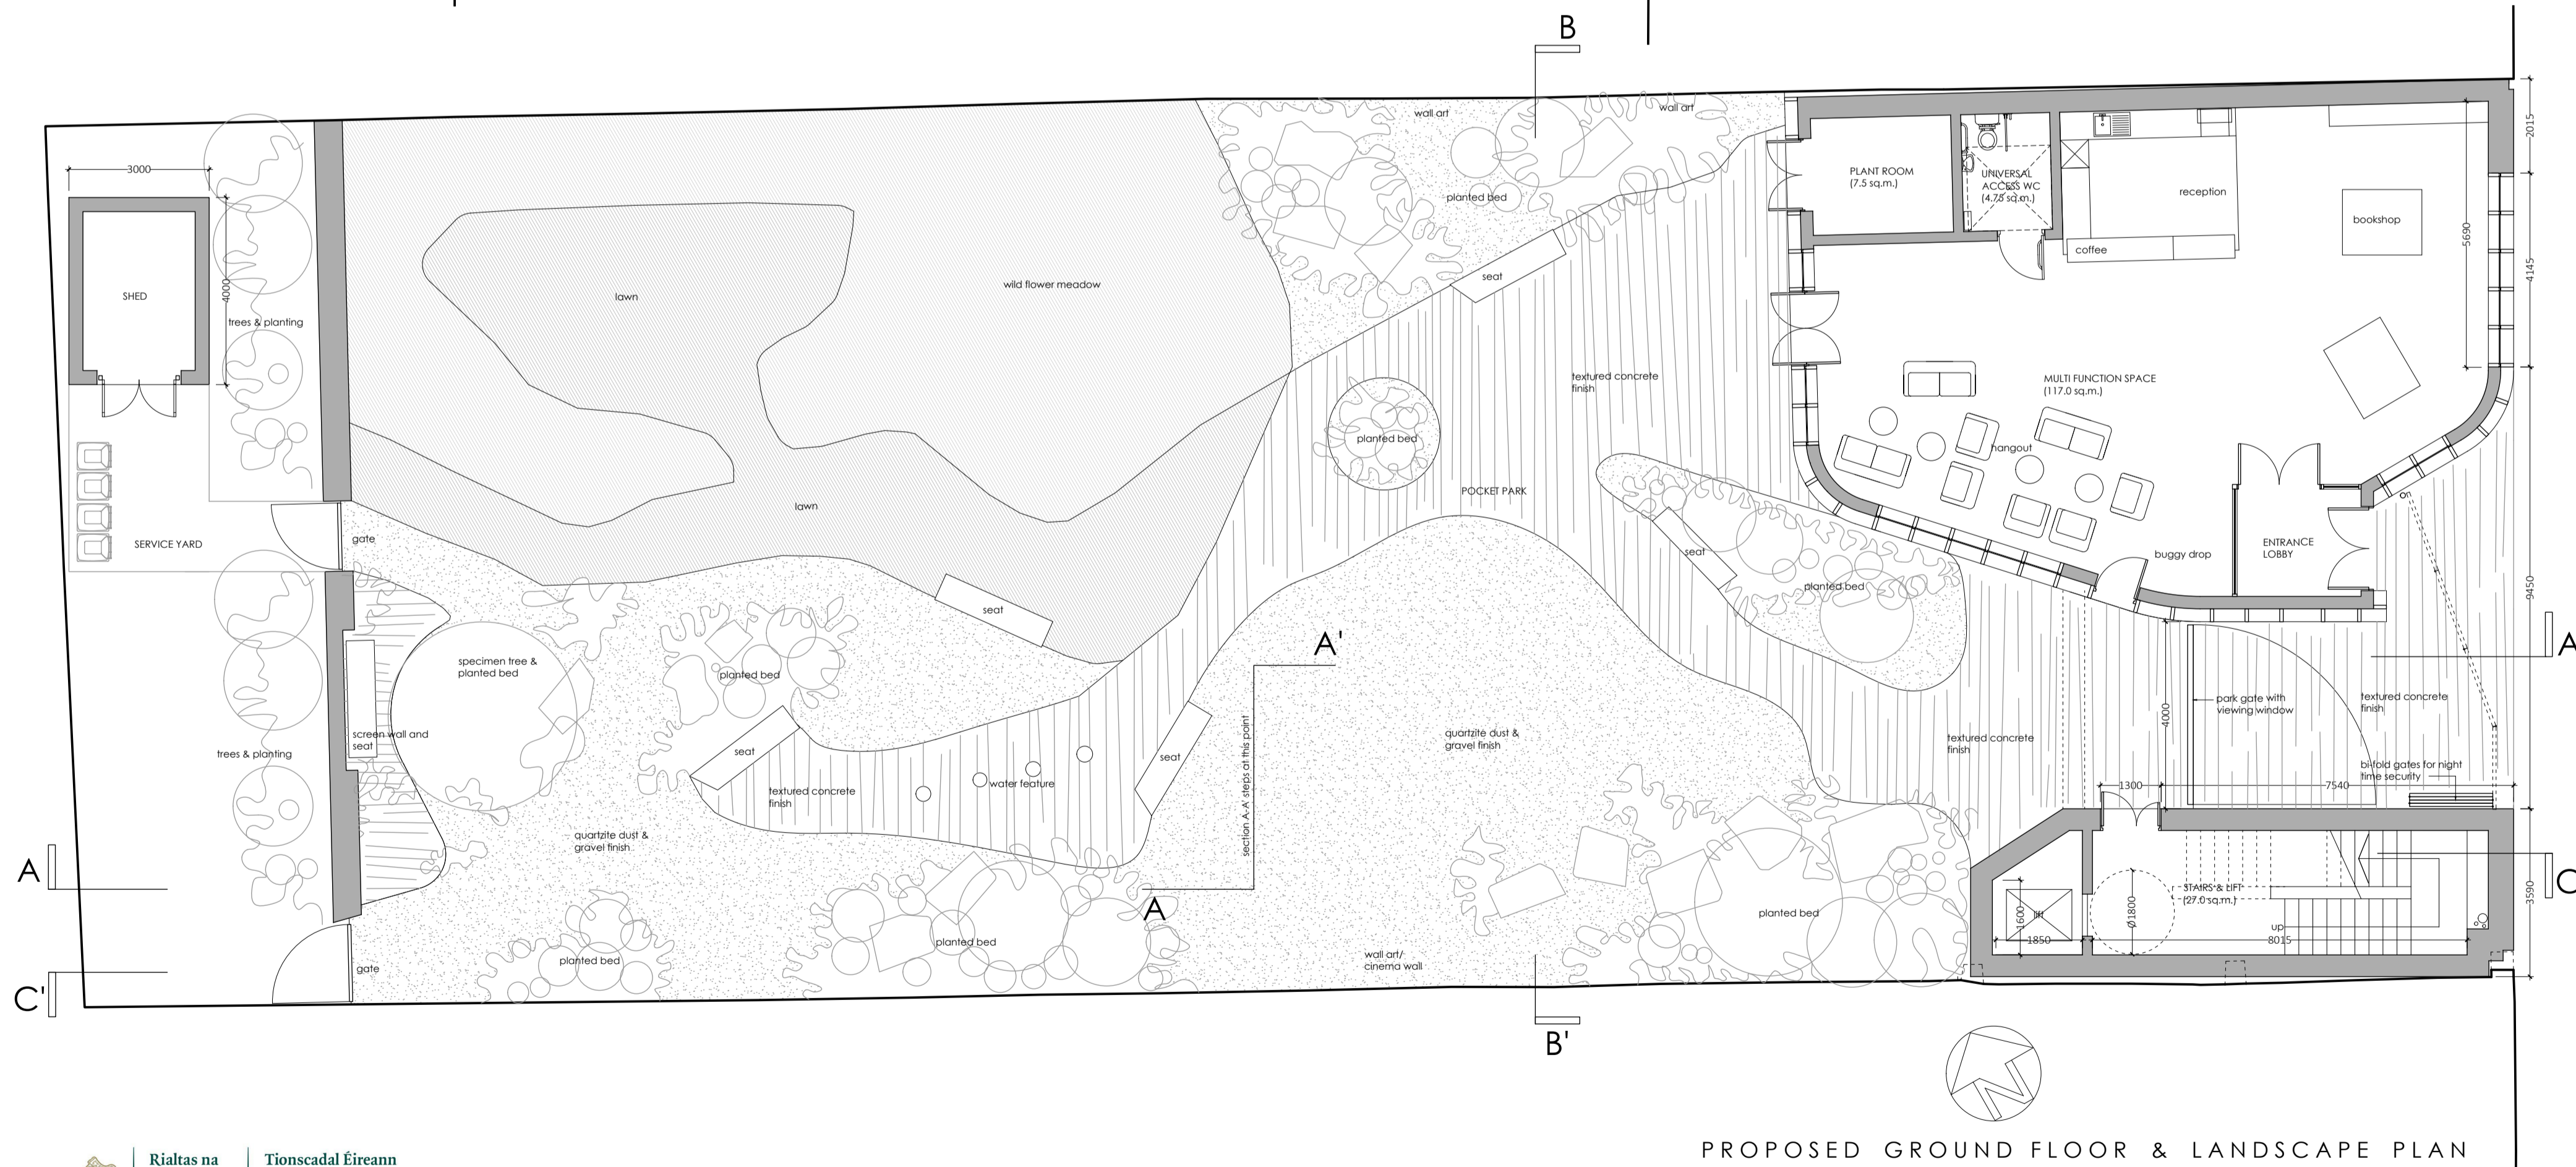 B
wall art
wall art
2015
3000
PLANT ROOM
(7.5 sq.m.)
UNIVERSAL
ACCESS WC
(4.75 sq.m.)
reception
planted bed
bookshop
5690
coffee
4145
seat
wild flower meadow
SHED
4000
lawn
trees & planting
textured concrete
finish
MULTI FUNCTION SPACE
(117.0 sq.m.)
planted bed
hangout
POCKET PARK
lawn
gate
SERVICE YARD
seat
buggy drop
ENTRANCE
LOBBY
planted bed
9450
seat
A'
A
specimen tree &
planted bed
planted bed
park gate with
viewing window
textured concrete
finish
4000
screen wall and
seat
trees & planting
seat
seat
section A-A' steps at this point
quartzite dust &
gravel finish
textured concrete
finish
bi-fold gates for night
time security
water feature
textured concrete
finish
1300
7540
quartzite dust &
gravel finish
A
C
STAIRS & LIFT
(27.0 sq.m.)
3590
A
planted bed
1600
lift
Ø1800
up
1850
8015
planted bed
planted bed
gate
wall art/
cinema wall
C'
B'
N
PROPOSED GROUND FLOOR & LANDSCAPE PLAN
Rialtas na
Tionscadal Éireann